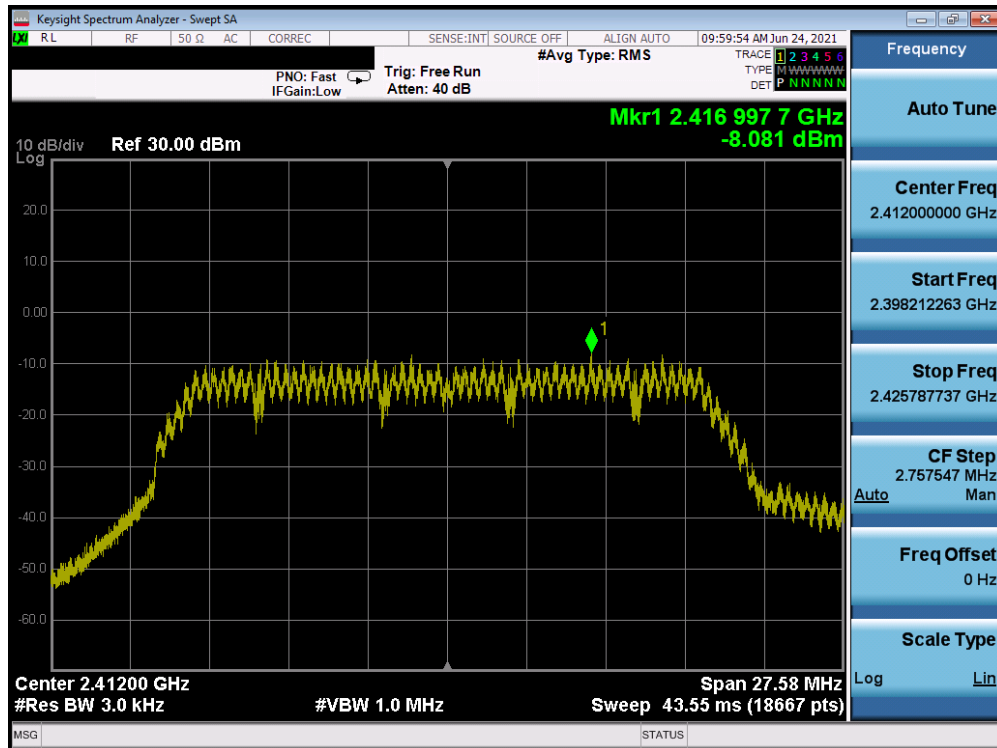 Keysight Spectrum Analyzer - Swept SA
LXI RL RF 50 Ω AC CORREC SENSE:INT SOURCE OFF ALIGN AUTO 09:59:54 AM Jun 24, 2021
#Avg Type: RMS
TRACE 1 2 3 4 5 6
TYPE M W W W W W
DET P N N N N N
PNO: Fast
IFGain:Low
Trig: Free Run
Atten: 40 dB
Mkr1 2.416 997 7 GHz
-8.081 dBm
10 dB/div
Log
Ref 30.00 dBm
20.0
10.0
0.00
-10.0
-20.0
-30.0
-40.0
-50.0
-60.0
1
Center 2.41200 GHz
Span 27.58 MHz
#Res BW 3.0 kHz
#VBW 1.0 MHz
Sweep 43.55 ms (18667 pts)
MSG
STATUS
Frequency
Auto Tune
Center Freq
2.412000000 GHz
Start Freq
2.398212263 GHz
Stop Freq
2.425787737 GHz
CF Step
2.757547 MHz
Auto Man
Freq Offset
0 Hz
Scale Type
Log Lin